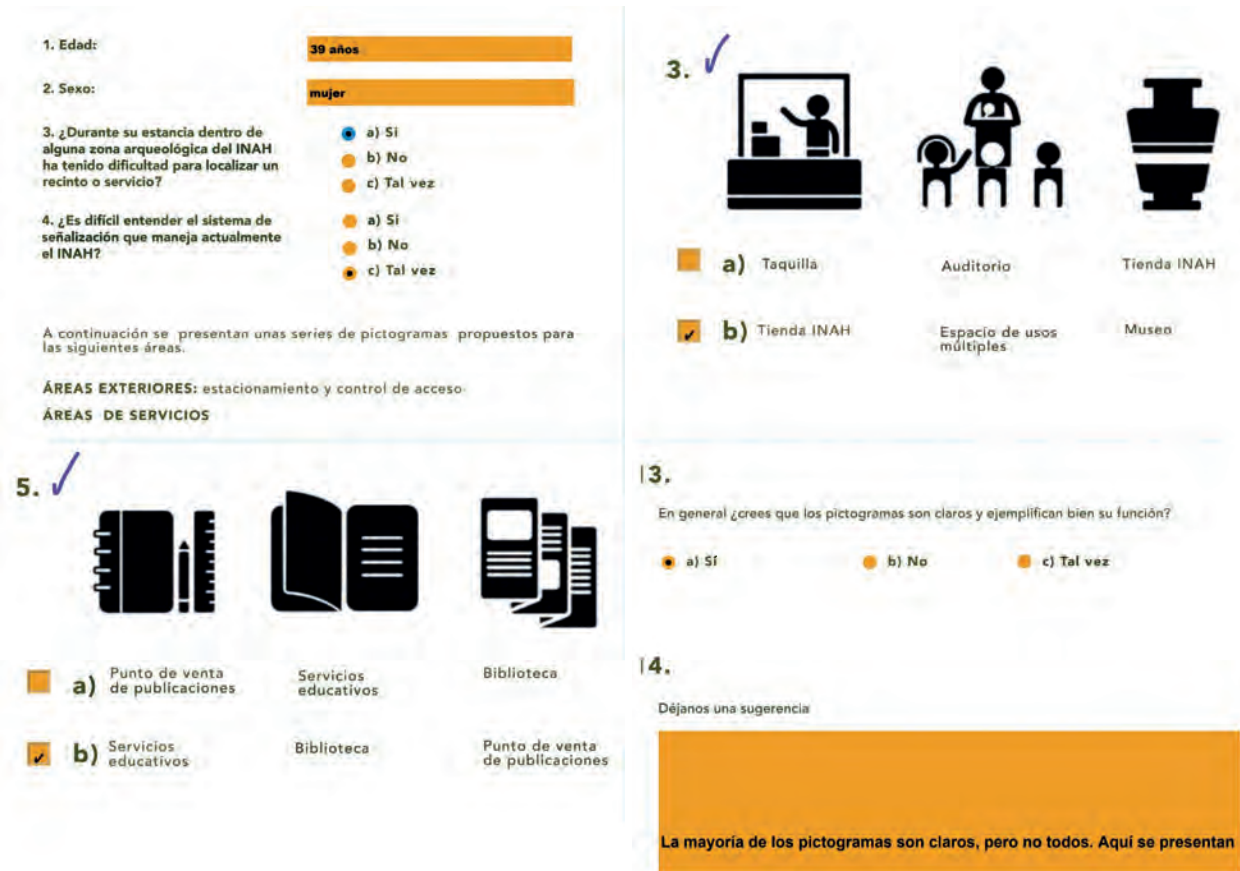 1. Edad:
39 años
2. Sexo:
mujer
3. ¿Durante su estancia dentro de
alguna zona arqueológica del INAH
ha tenido dificultad para localizar un
recinto o servicio?
a) Si
b) No
c) Tal vez
4. ¿Es difícil entender el sistema de
señalización que maneja actualmente
el INAH?
a) Si
b) No
c) Tal vez
A continuación se presentan unas series de pictogramas propuestos para
las siguientes áreas.
ÁREAS EXTERIORES: estacionamiento y control de acceso
ÁREAS DE SERVICIOS
3.
a) Taquilla Auditorio Tienda INAH
b) Tienda INAH Espacio de usos Museo
múltiples
5.
a) Punto de venta Servicios Biblioteca
de publicaciones educativos
b) Servicios Biblioteca Punto de venta
educativos de publicaciones
13.
En general ¿crees que los pictogramas son claros y ejemplifican bien su función?
a) Sí b) No c) Tal vez
14.
Déjanos una sugerencia
La mayoría de los pictogramas son claros, pero no todos. Aquí se presentan